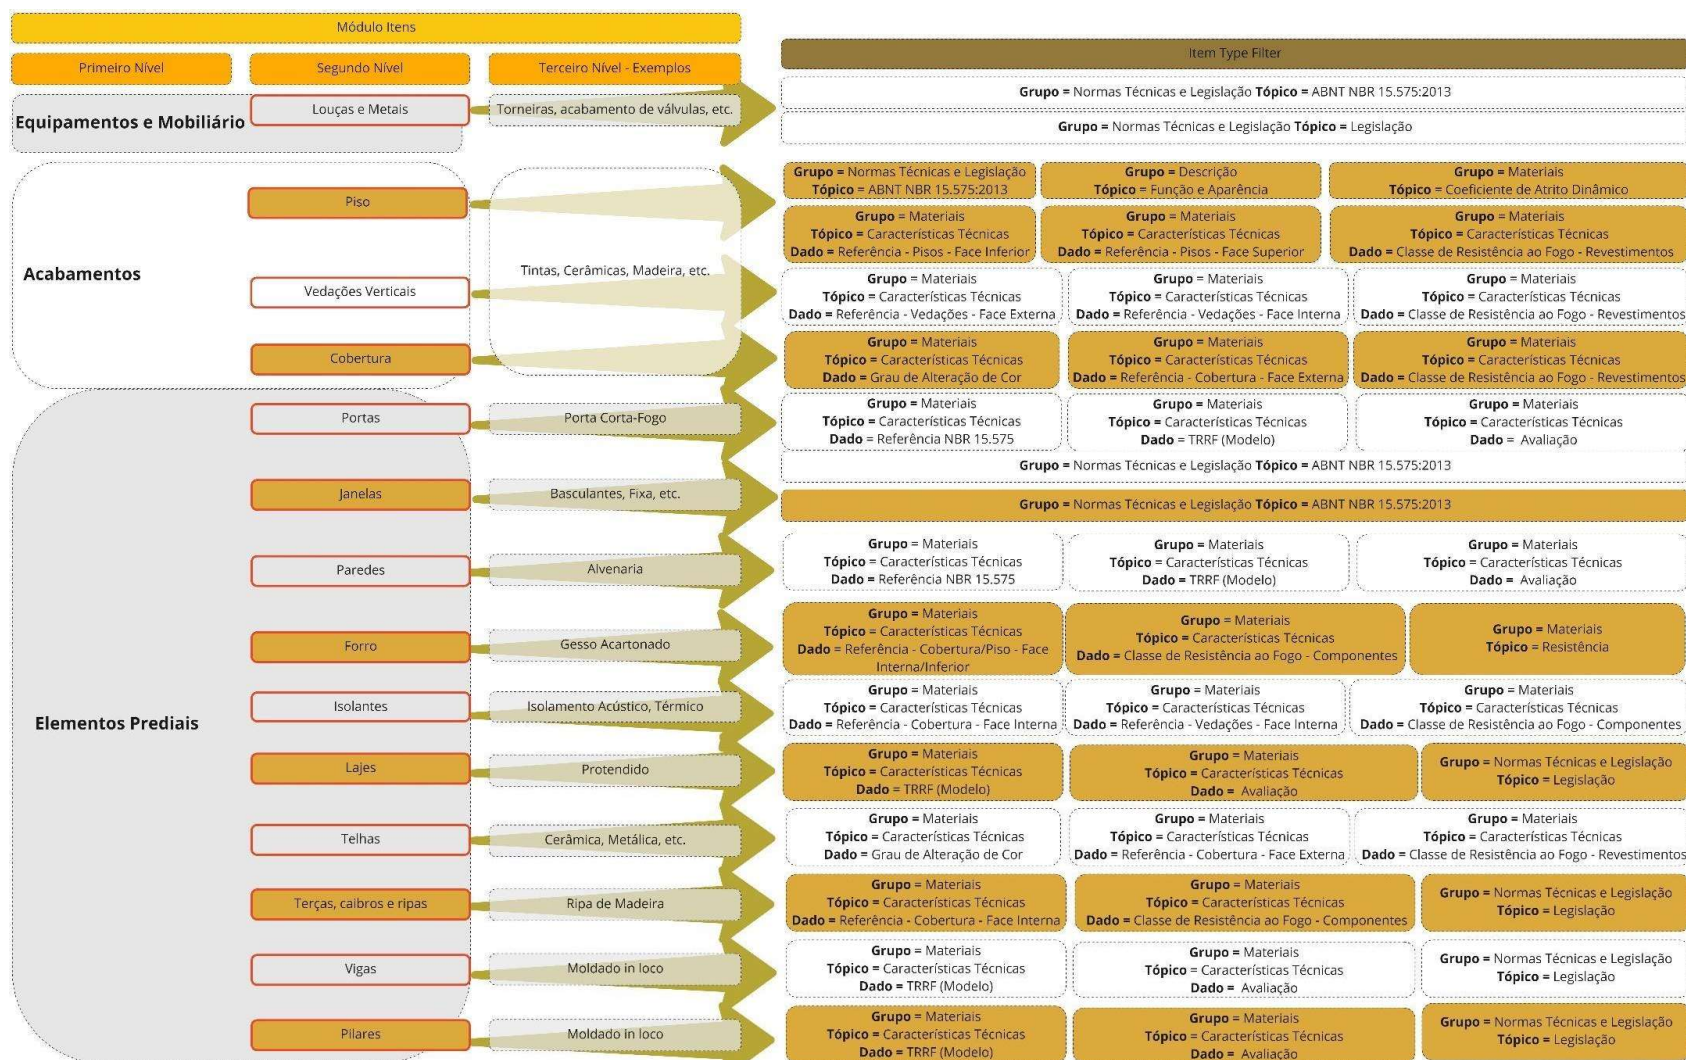 Módulo Itens
Primeiro Nível
Segundo Nível
Terceiro Nível - Exemplos
Item Type Filter
Equipamentos e Mobiliário
Louças e Metais
Torneiras, acabamento de válvulas, etc.
Grupo = Normas Técnicas e Legislação Tópico = ABNT NBR 15.575:2013
Grupo = Normas Técnicas e Legislação Tópico = Legislação
Acabamentos
Tintas, Cerâmicas, Madeira, etc.
Piso
Grupo = Normas Técnicas e Legislação
Tópico = ABNT NBR 15.575:2013
Grupo = Descrição
Tópico = Função e Aparência
Grupo = Materiais
Tópico = Coeficiente de Atrito Dinâmico
Grupo = Materiais
Tópico = Características Técnicas
Dado = Referência - Pisos - Face Inferior
Grupo = Materiais
Tópico = Características Técnicas
Dado = Referência - Pisos - Face Superior
Grupo = Materiais
Tópico = Características Técnicas
Dado = Classe de Resistência ao Fogo - Revestimentos
Vedações Verticais
Grupo = Materiais
Tópico = Características Técnicas
Dado = Referência - Vedações - Face Externa
Grupo = Materiais
Tópico = Características Técnicas
Dado = Referência - Vedações - Face Interna
Grupo = Materiais
Tópico = Características Técnicas
Dado = Classe de Resistência ao Fogo - Revestimentos
Cobertura
Grupo = Materiais
Tópico = Características Técnicas
Dado = Grau de Alteração de Cor
Grupo = Materiais
Tópico = Características Técnicas
Dado = Referência - Cobertura - Face Externa
Grupo = Materiais
Tópico = Características Técnicas
Dado = Classe de Resistência ao Fogo - Revestimentos
Elementos Prediais
Portas
Porta Corta-Fogo
Grupo = Materiais
Tópico = Características Técnicas
Dado = Referência NBR 15.575
Grupo = Materiais
Tópico = Características Técnicas
Dado = TRRF (Modelo)
Grupo = Materiais
Tópico = Características Técnicas
Dado = Avaliação
Grupo = Normas Técnicas e Legislação Tópico = ABNT NBR 15.575:2013
Janelas
Basculantes, Fixa, etc.
Grupo = Normas Técnicas e Legislação Tópico = ABNT NBR 15.575:2013
Paredes
Alvenaria
Grupo = Materiais
Tópico = Características Técnicas
Dado = Referência NBR 15.575
Grupo = Materiais
Tópico = Características Técnicas
Dado = TRRF (Modelo)
Grupo = Materiais
Tópico = Características Técnicas
Dado = Avaliação
Forro
Gesso Acartonado
Grupo = Materiais
Tópico = Características Técnicas
Dado = Referência - Cobertura/Piso - Face
Interna/Inferior
Grupo = Materiais
Tópico = Características Técnicas
Dado = Classe de Resistência ao Fogo - Componentes
Grupo = Materiais
Tópico = Resistência
Isolantes
Isolamento Acústico, Térmico
Grupo = Materiais
Tópico = Características Técnicas
Dado = Referência - Cobertura - Face Interna
Grupo = Materiais
Tópico = Características Técnicas
Dado = Referência - Vedações - Face Interna
Grupo = Materiais
Tópico = Características Técnicas
Dado = Classe de Resistência ao Fogo - Componentes
Lajes
Protendido
Grupo = Materiais
Tópico = Características Técnicas
Dado = TRRF (Modelo)
Grupo = Materiais
Tópico = Características Técnicas
Dado = Avaliação
Grupo = Normas Técnicas e Legislação
Tópico = Legislação
Telhas
Cerâmica, Metálica, etc.
Grupo = Materiais
Tópico = Características Técnicas
Dado = Grau de Alteração de Cor
Grupo = Materiais
Tópico = Características Técnicas
Dado = Referência - Cobertura - Face Externa
Grupo = Materiais
Tópico = Características Técnicas
Dado = Classe de Resistência ao Fogo - Revestimentos
Terças, caibros e ripas
Ripa de Madeira
Grupo = Materiais
Tópico = Características Técnicas
Dado = Referência - Cobertura - Face Interna
Grupo = Materiais
Tópico = Características Técnicas
Dado = Classe de Resistência ao Fogo - Componentes
Grupo = Normas Técnicas e Legislação
Tópico = Legislação
Vigas
Moldado in loco
Grupo = Materiais
Tópico = Características Técnicas
Dado = TRRF (Modelo)
Grupo = Materiais
Tópico = Características Técnicas
Dado = Avaliação
Grupo = Normas Técnicas e Legislação
Tópico = Legislação
Pilares
Moldado in loco
Grupo = Materiais
Tópico = Características Técnicas
Dado = TRRF (Modelo)
Grupo = Materiais
Tópico = Características Técnicas
Dado = Avaliação
Grupo = Normas Técnicas e Legislação
Tópico = Legislação